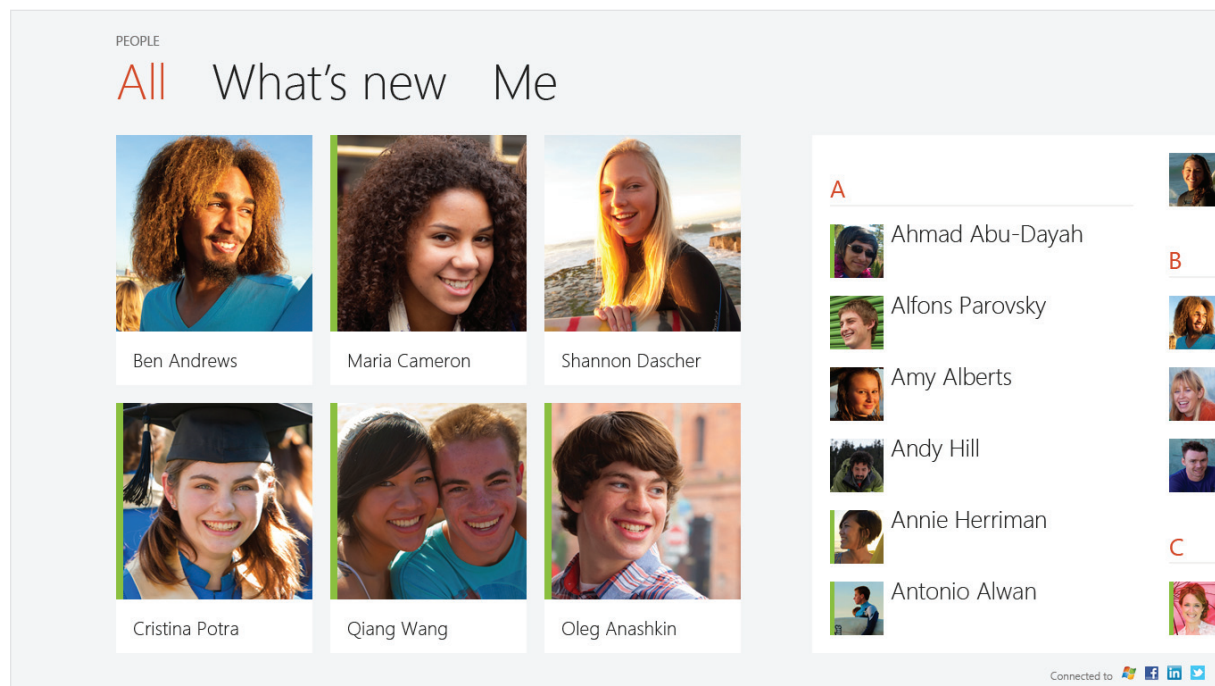 PEOPLE
All What's new Me
Ben Andrews
Maria Cameron
Shannon Dascher
Cristina Potra
Qiang Wang
Oleg Anashkin
A
Ahmad Abu-Dayah
Alfons Parovsky
Amy Alberts
Andy Hill
Annie Herriman
Antonio Alwan
B
C
Connected to